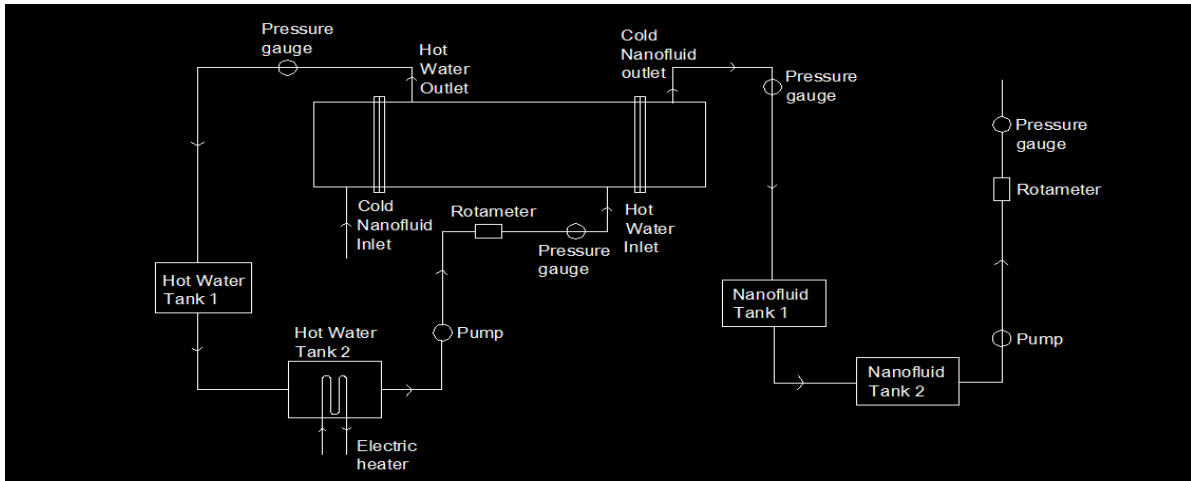 Pressure
gauge
Hot
Water
Outlet
Cold
Nanofluid
outlet
Pressure
gauge
Pressure
gauge
Rotameter
Cold
Nanofluid
Inlet
Rotameter
Pressure
gauge
Hot
Water
Inlet
Hot Water
Tank 1
Nanofluid
Tank 1
Hot Water
Tank 2
Pump
Pump
Nanofluid
Tank 2
Electric
heater